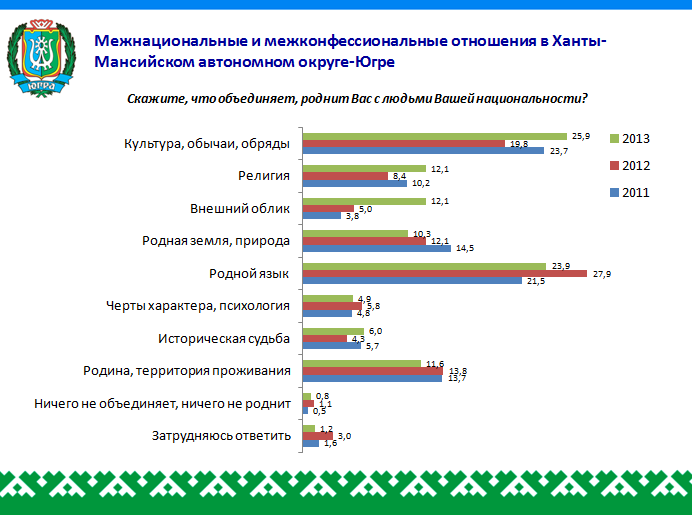 Межнациональные и межконфессиональные отношения в Ханты-
Мансийском автономном округе-Югре
ЮГРА
Скажите, что объединяет, роднит Вас с людьми Вашей национальности?
Культура, обычаи, обряды 25,9 19,8 23,7
Религия 12,1 8,4 10,2
Внешний облик 12,1 5,0 3,8
Родная земля, природа 10,3 12,1 14,5
Родной язык 23,9 27,9 21,5
Черты характера, психология 4,9 5,8 4,8
Историческая судьба 6,0 4,3 5,7
Родина, территория проживания 11,6 13,8 13,7
Ничего не объединяет, ничего не роднит 0,8 1,1 0,5
Затрудняюсь ответить 1,2 3,0 1,6
2013
2012
2011